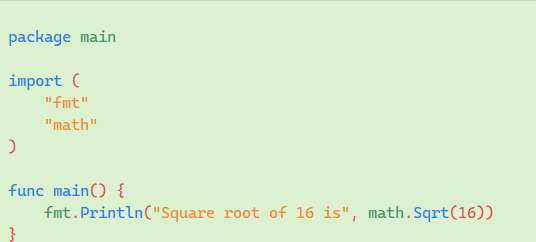 package main
import (
    "fmt"
    "math"
)
func main() {
    fmt.Println("Square root of 16 is", math.Sqrt(16))
}